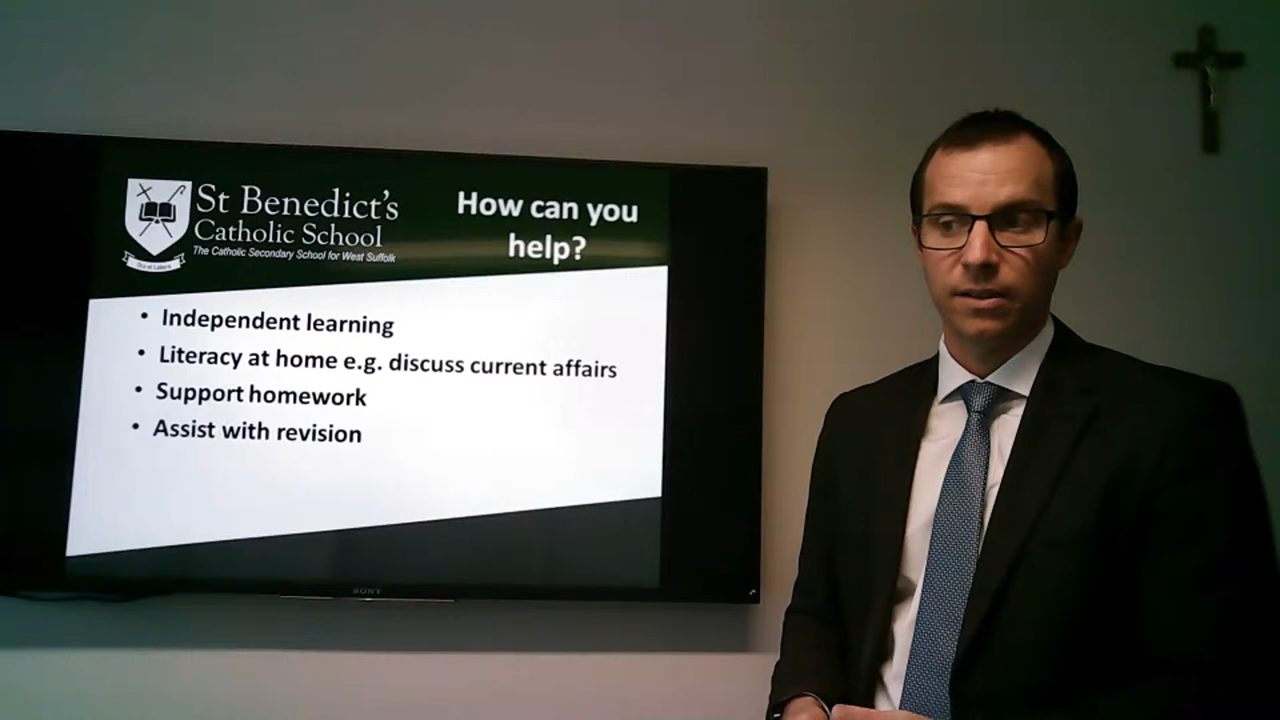 St Benedict's
Catholic School
The Catholic Secondary School for West Suffolk
How can you
help?
• Independent learning
• Literacy at home e.g. discuss current affairs
• Support homework
• Assist with revision
SONY